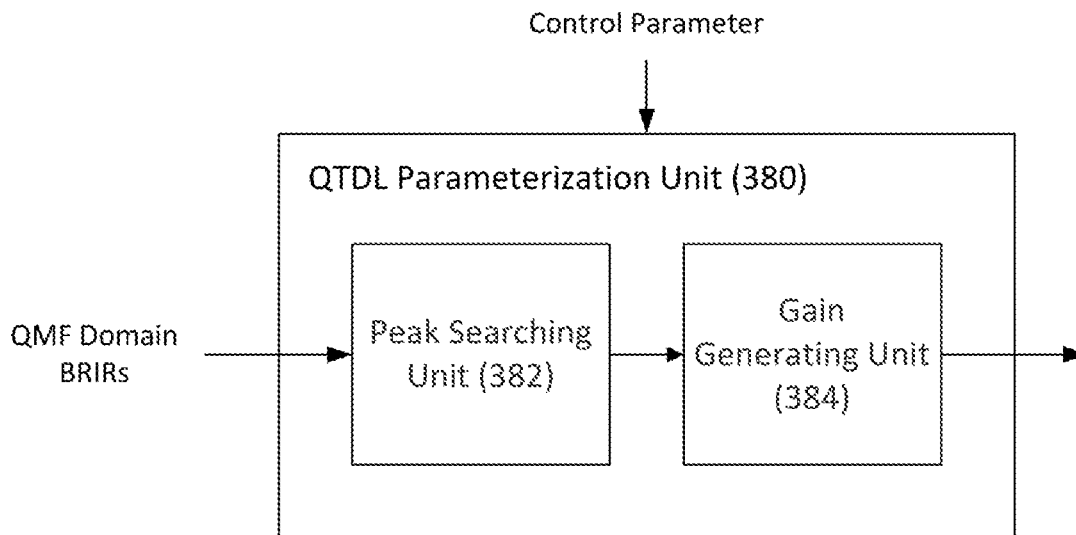 Control Parameter
QTDL Parameterization Unit (380)
QMF Domain
BRIRs
Peak Searching
Unit (382)
Gain
Generating Unit
(384)